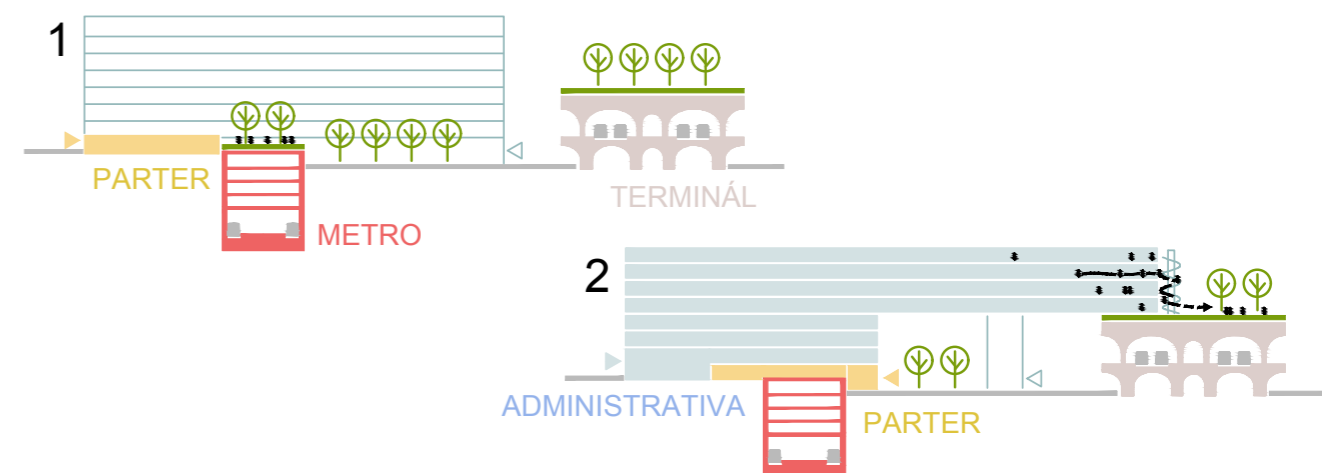 1
PARTER
TERMINÁL
METRO
2
ADMINISTRATIVA
PARTER